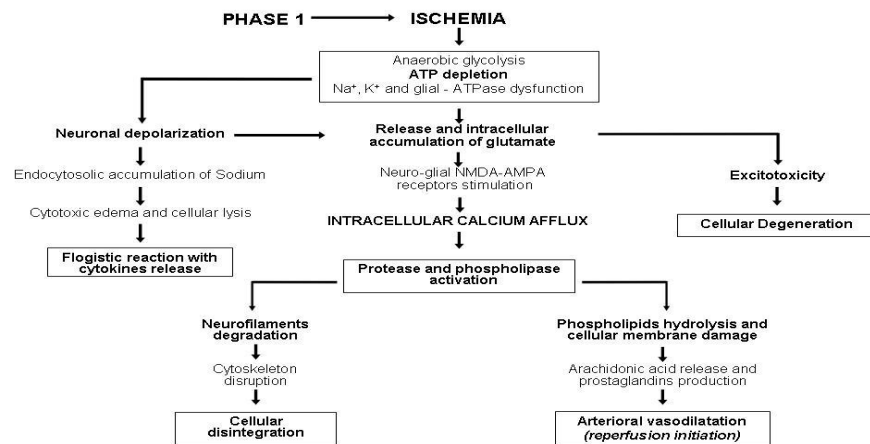 PHASE 1
ISCHEMIA
Anaerobic glycolysis
ATP depletion
Na⁺, K⁺ and glial - ATPase dysfunction
Neuronal depolarization
Release and intracellular
accumulation of glutamate
Endocytosolic accumulation of Sodium
Neuro-glial NMDA-AMPA
receptors stimulation
Excitotoxicity
Cytotoxic edema and cellular lysis
INTRACELLULAR CALCIUM AFFLUX
Cellular Degeneration
Flogistic reaction with
cytokines release
Protease and phospholipase
activation
Neurofilaments
degradation
Phospholipids hydrolysis and
cellular membrane damage
Cytoskeleton
disruption
Arachidonic acid release and
prostaglandins production
Cellular
disintegration
Arterioral vasodilatation
(reperfusion initiation)